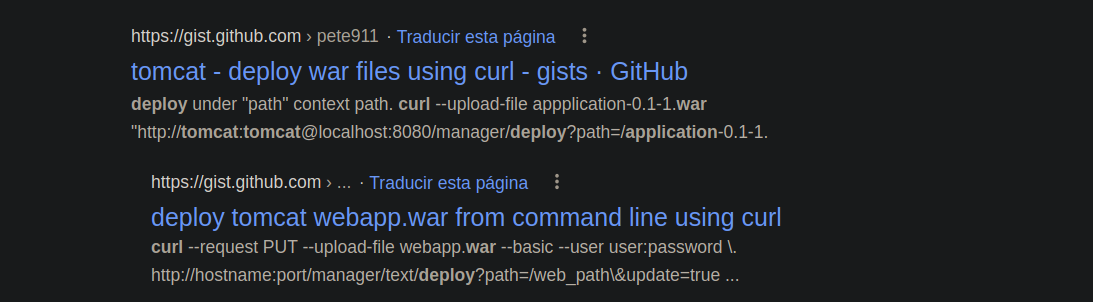 https://gist.github.com › pete911 · Traducir esta página
tomcat - deploy war files using curl - gists · GitHub
deploy under "path" context path. curl --upload-file appplication-0.1-1.war
"http://tomcat:tomcat@localhost:8080/manager/deploy?path=/application-0.1-1.
https://gist.github.com › ... · Traducir esta página
deploy tomcat webapp.war from command line using curl
curl --request PUT --upload-file webapp.war --basic --user user:password \.
http://hostname:port/manager/text/deploy?path=/web_path\&update=true ...